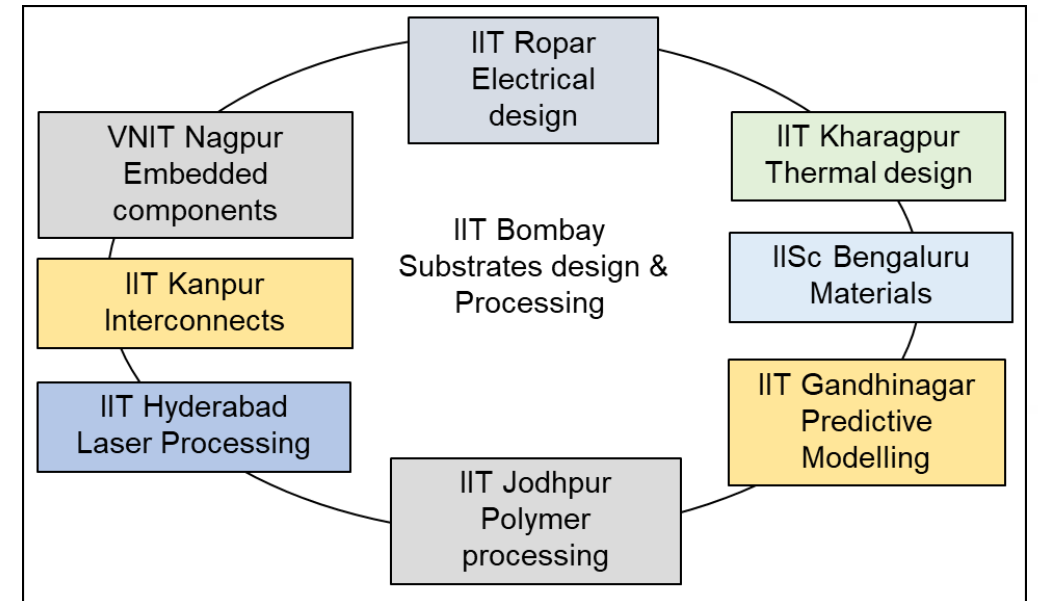 IIT Ropar
Electrical
design
VNIT Nagpur
Embedded
components
IIT Kharagpur
Thermal design
IIT Bombay
Substrates design &
Processing
IISc Bengaluru
Materials
IIT Kanpur
Interconnects
IIT Gandhinagar
Predictive
Modelling
IIT Hyderabad
Laser Processing
IIT Jodhpur
Polymer
processing